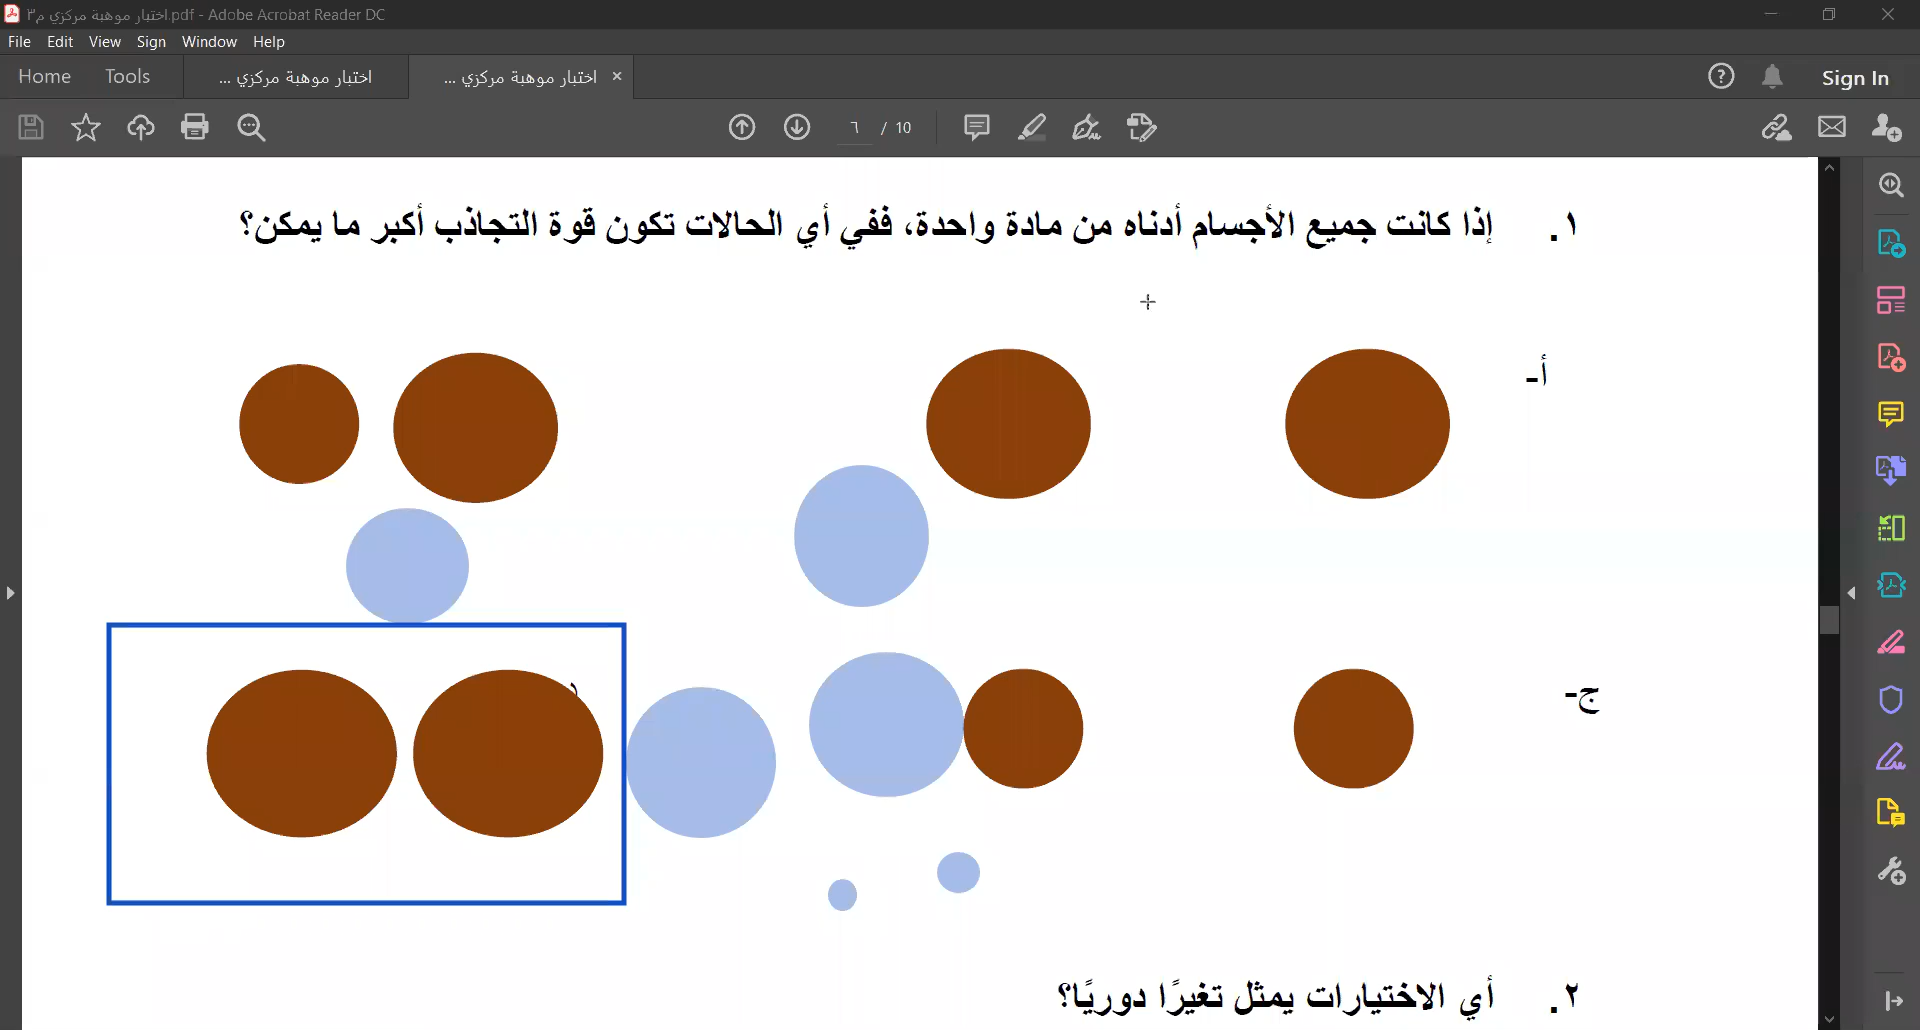 اختبار موهبة مركزي م٣.pdf - Adobe Acrobat Reader DC
File Edit View Sign Window Help
Home Tools اختبار موهبة مركزي ... اختبار موهبة مركزي ... ×
٦ / 10
Sign In
١. إذا كانت جميع الأجسام أدناه من مادة واحدة، ففي أي الحالات تكون قوة التجاذب أكبر ما يمكن؟
أ-
ج-
٢. أي الاختيارات يمثل تغيرًا دوريًا؟